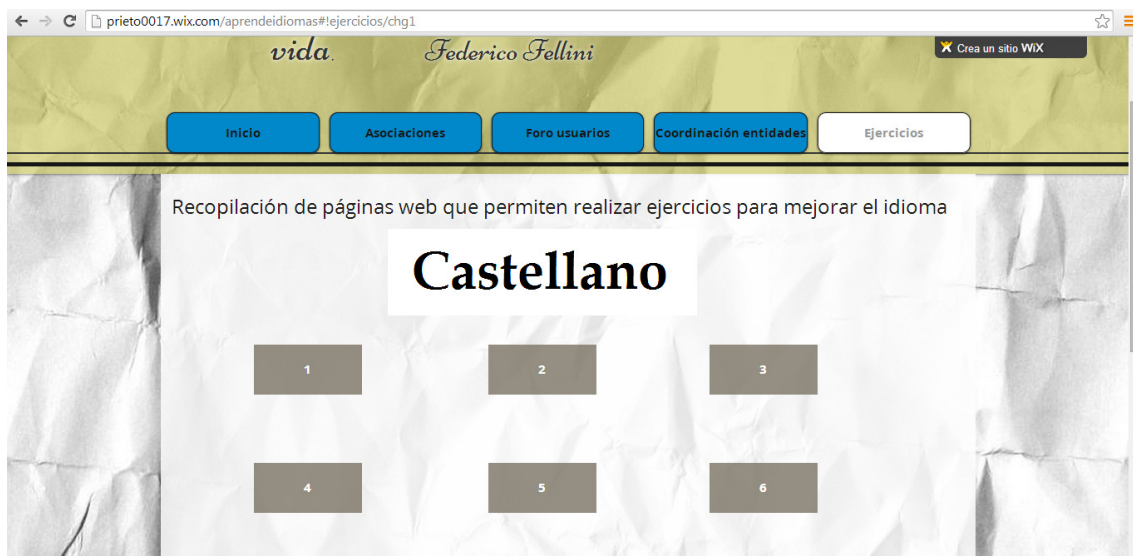 prieto0017.wix.com/aprendeidiomas#!ejercicios/chg1
vida. Federico Fellini
Crea un sitio WiX
Inicio Asociaciones Foro usuarios Coordinación entidades Ejercicios
Recopilación de páginas web que permiten realizar ejercicios para mejorar el idioma
Castellano
1 2 3
4 5 6